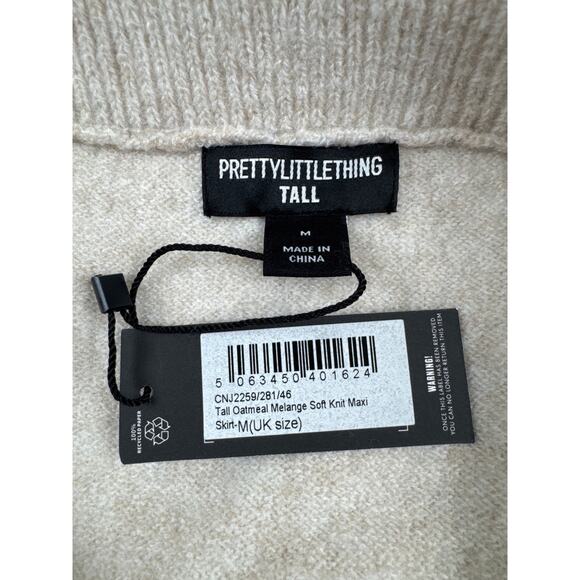 PRETTYLITTLETHING
TALL
M
MADE IN
CHINA
5 063450 401624
CNJ2259/281/46
Tall Oatmeal Melange Soft Knit Maxi
Skirt-M(UK size)
100%
RECYCLED PAPER
WARNING!
ONCE THIS LABEL HAS BEEN REMOVED
YOU CAN NO LONGER RETURN THIS ITEM